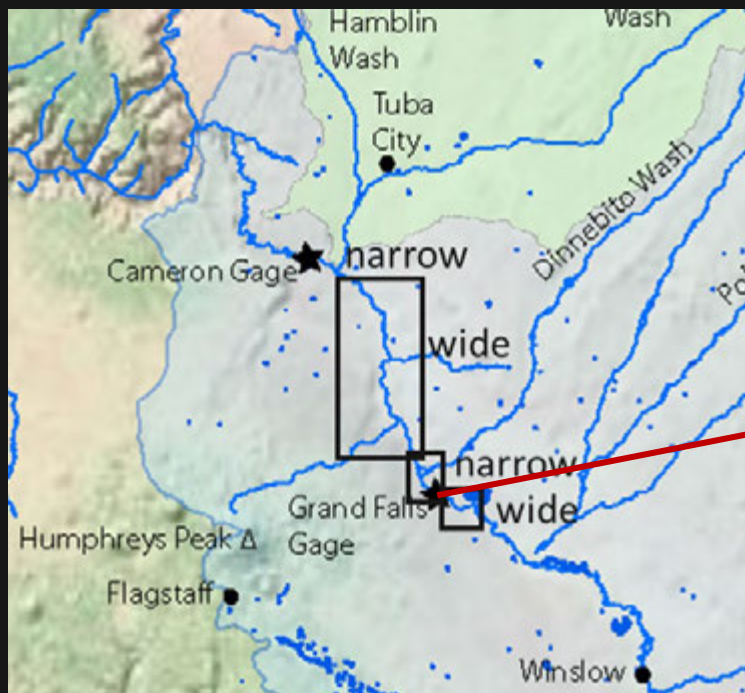 Hamblin
Wash
Wash
Tuba
City
Dinnebito Wash
Cameron Gage
narrow
wide
narrow
wide
Grand Falls
Gage
Humphreys Peak Δ
Flagstaff
Winslow